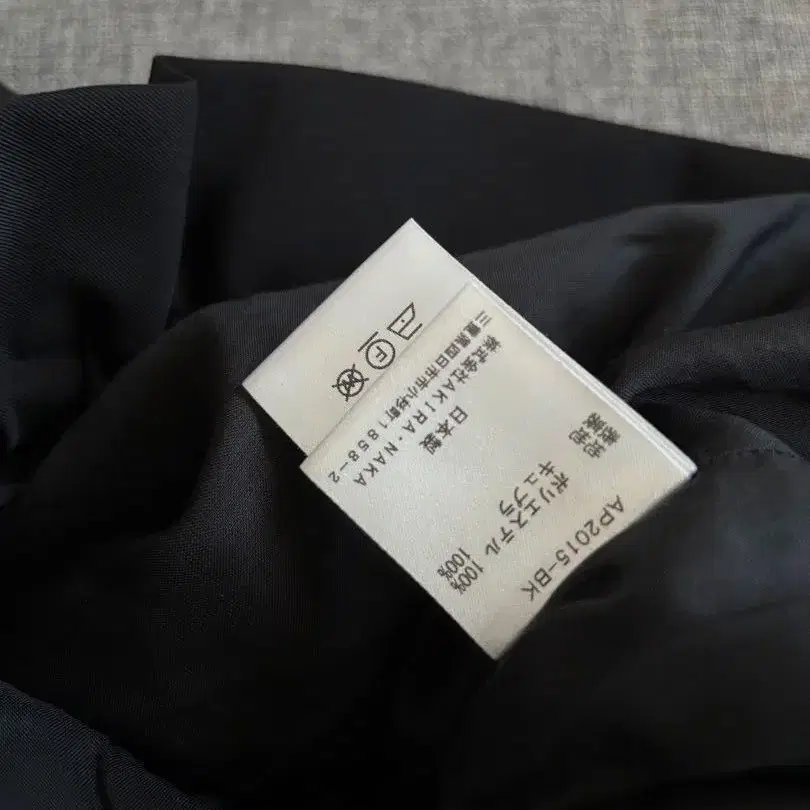 AP2015-BK
表地 ポリエステル 100%
裏地 キュプラ 100%
日本製
株式会社AKIRA・NAKA
三重県四日市市小杉町1858-2
F